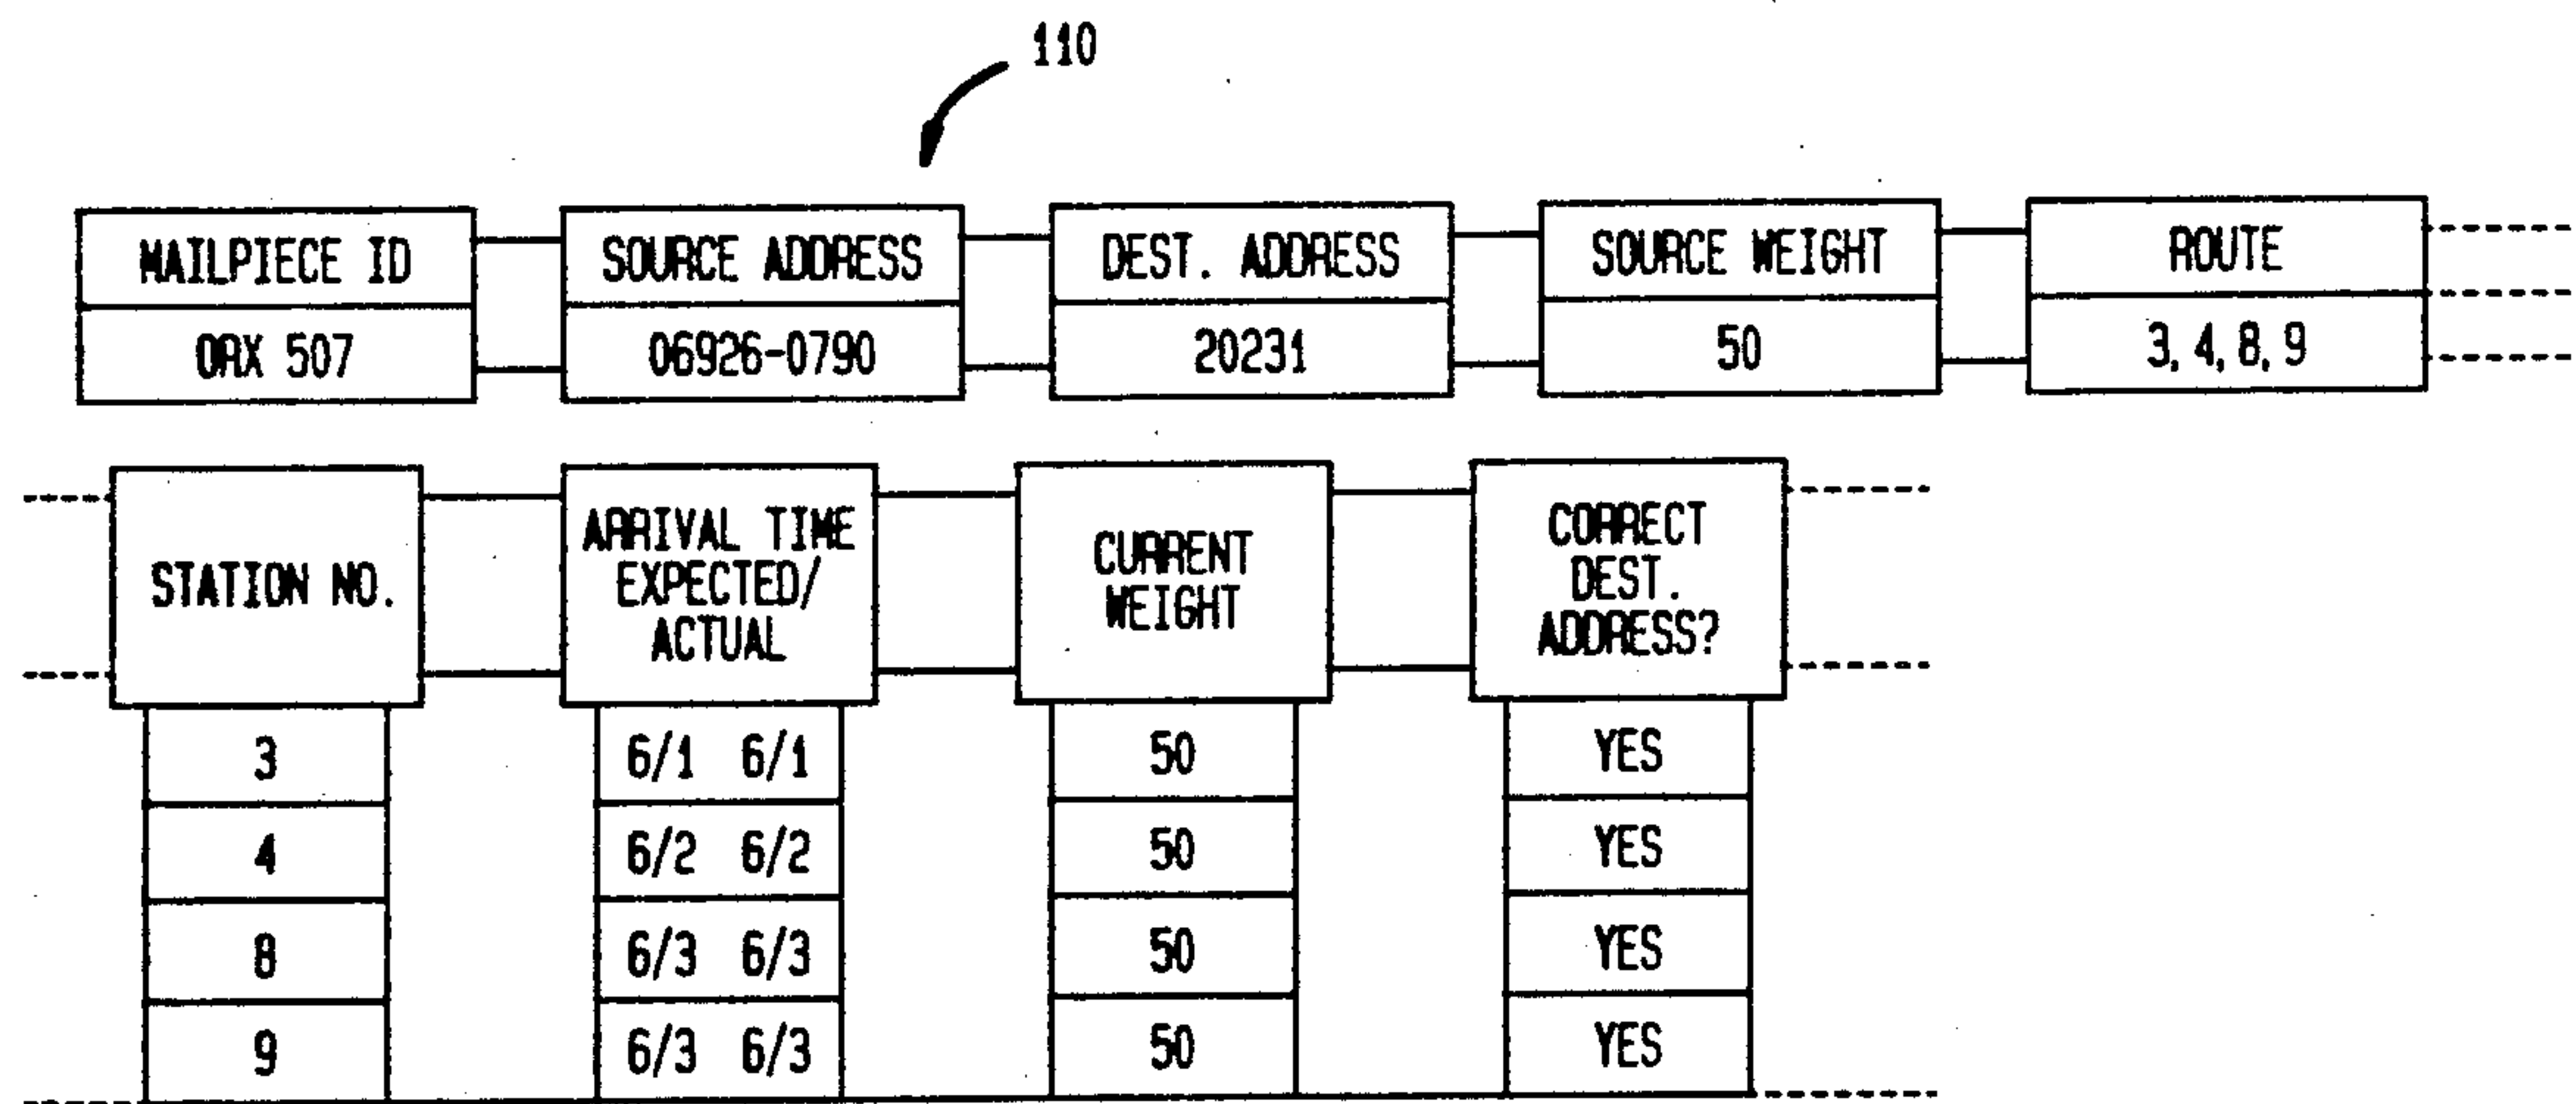 110
MAILPIECE ID
ORX 507
SOURCE ADDRESS
06926-0790
DEST. ADDRESS
20231
SOURCE WEIGHT
50
ROUTE
3, 4, 8, 9
STATION NO.
ARRIVAL TIME
EXPECTED/
ACTUAL
CURRENT
WEIGHT
CORRECT
DEST.
ADDRESS?
3 6/1 6/1 50 YES
4 6/2 6/2 50 YES
8 6/3 6/3 50 YES
9 6/3 6/3 50 YES